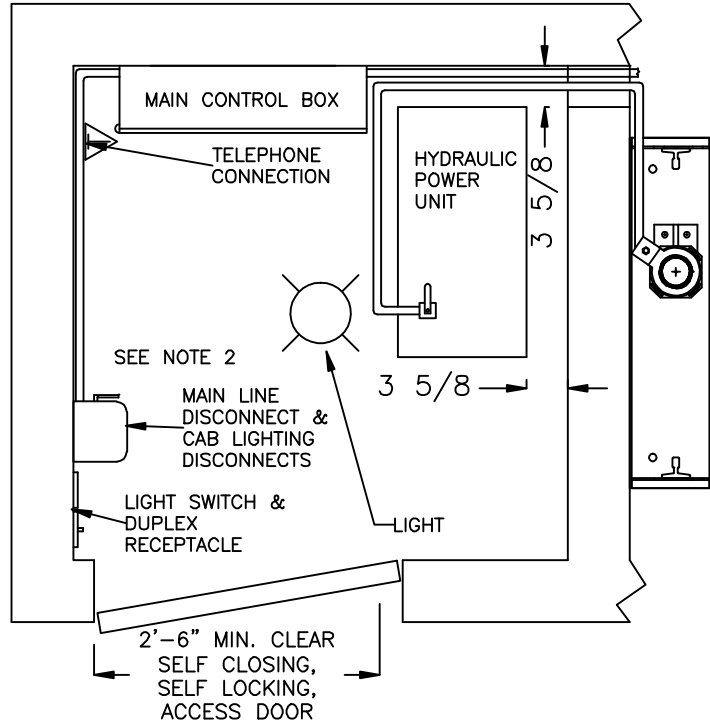 MAIN CONTROL BOX
TELEPHONE
CONNECTION
HYDRAULIC
POWER
UNIT
3 5/8
SEE NOTE 2
3 5/8
MAIN LINE
DISCONNECT &
CAB LIGHTING
DISCONNECTS
LIGHT SWITCH &
DUPLEX
RECEPTACLE
LIGHT
2'-6" MIN. CLEAR
SELF CLOSING,
SELF LOCKING,
ACCESS DOOR